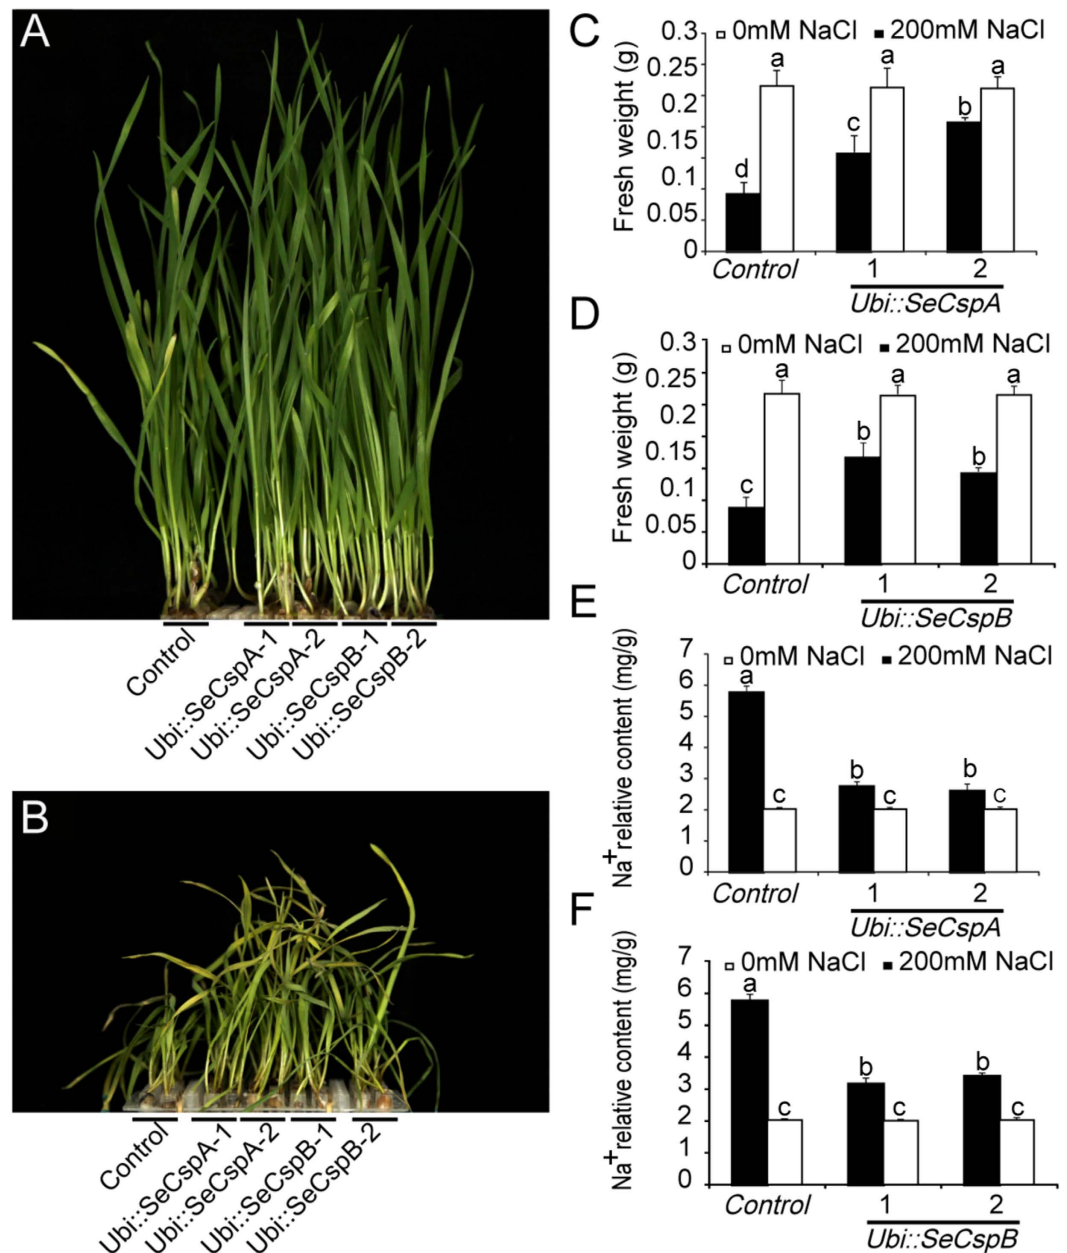 A
Control
Ubi::SeCspA-1
Ubi::SeCspA-2
Ubi::SeCspB-1
Ubi::SeCspB-2
B
Control
Ubi::SeCspA-1
Ubi::SeCspA-2
Ubi::SeCspB-1
Ubi::SeCspB-2
C
0mM NaCl 200mM NaCl
Fresh weight (g)
0.3
0.25
0.2
0.15
0.1
0.05
0
d a c a b a
Control 1 2
Ubi::SeCspA
D
0mM NaCl 200mM NaCl
Fresh weight (g)
0.3
0.25
0.2
0.15
0.1
0.05
0
c a b a b a
Control 1 2
Ubi::SeCspB
E
0mM NaCl 200mM NaCl
Na+ relative content (mg/g)
7
6
5
4
3
2
1
0
a c b c b c
Control 1 2
Ubi::SeCspA
F
0mM NaCl 200mM NaCl
Na+ relative content (mg/g)
7
6
5
4
3
2
1
0
a c b c b c
Control 1 2
Ubi::SeCspB